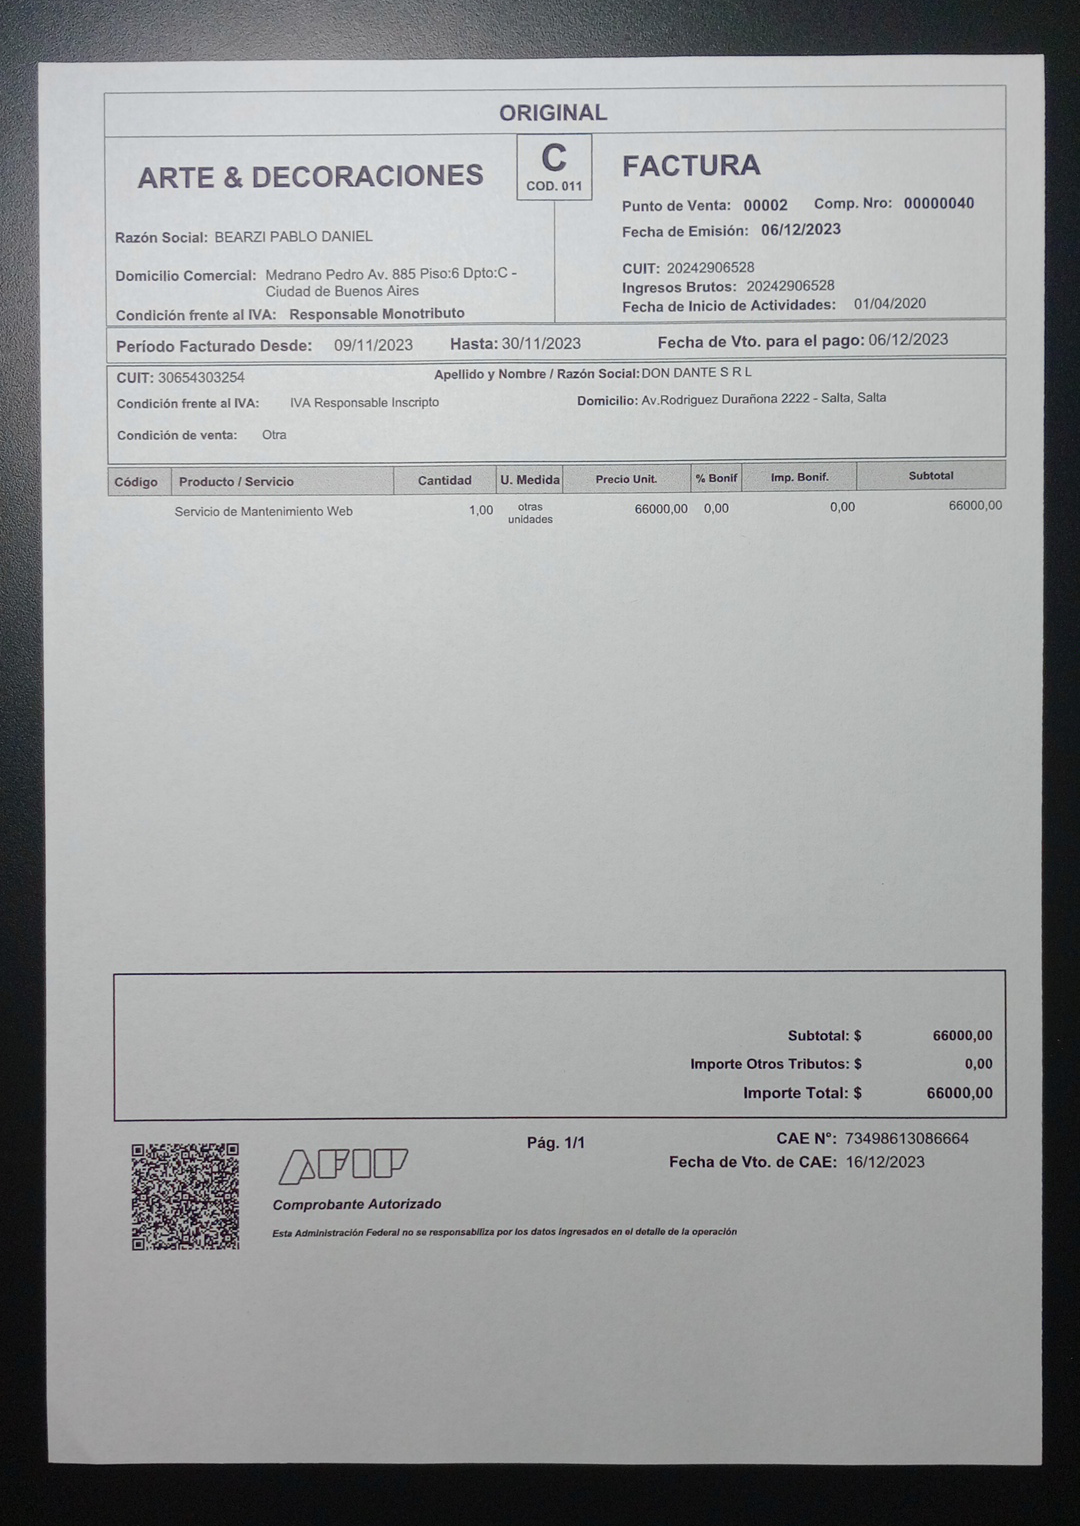 ORIGINAL
ARTE & DECORACIONES
C
COD. 011
FACTURA
Punto de Venta: 00002 Comp. Nro: 00000040
Fecha de Emisión: 06/12/2023
Razón Social: BEARZI PABLO DANIEL
Domicilio Comercial: Medrano Pedro Av. 885 Piso:6 Dpto:C -
Ciudad de Buenos Aires
Condición frente al IVA: Responsable Monotributo
CUIT: 20242906528
Ingresos Brutos: 20242906528
Fecha de Inicio de Actividades: 01/04/2020
Período Facturado Desde: 09/11/2023 Hasta: 30/11/2023 Fecha de Vto. para el pago: 06/12/2023
CUIT: 30654303254 Apellido y Nombre / Razón Social: DON DANTE S R L
Condición frente al IVA: IVA Responsable Inscripto Domicilio: Av.Rodriguez Durañona 2222 - Salta, Salta
Condición de venta: Otra
Código Producto / Servicio Cantidad U. Medida Precio Unit. % Bonif Imp. Bonif. Subtotal
Servicio de Mantenimiento Web 1,00 otras unidades 66000,00 0,00 0,00 66000,00
Subtotal: $ 66000,00
Importe Otros Tributos: $ 0,00
Importe Total: $ 66000,00
AFIP
Comprobante Autorizado
Esta Administración Federal no se responsabiliza por los datos ingresados en el detalle de la operación
Pág. 1/1
CAE N°: 73498613086664
Fecha de Vto. de CAE: 16/12/2023